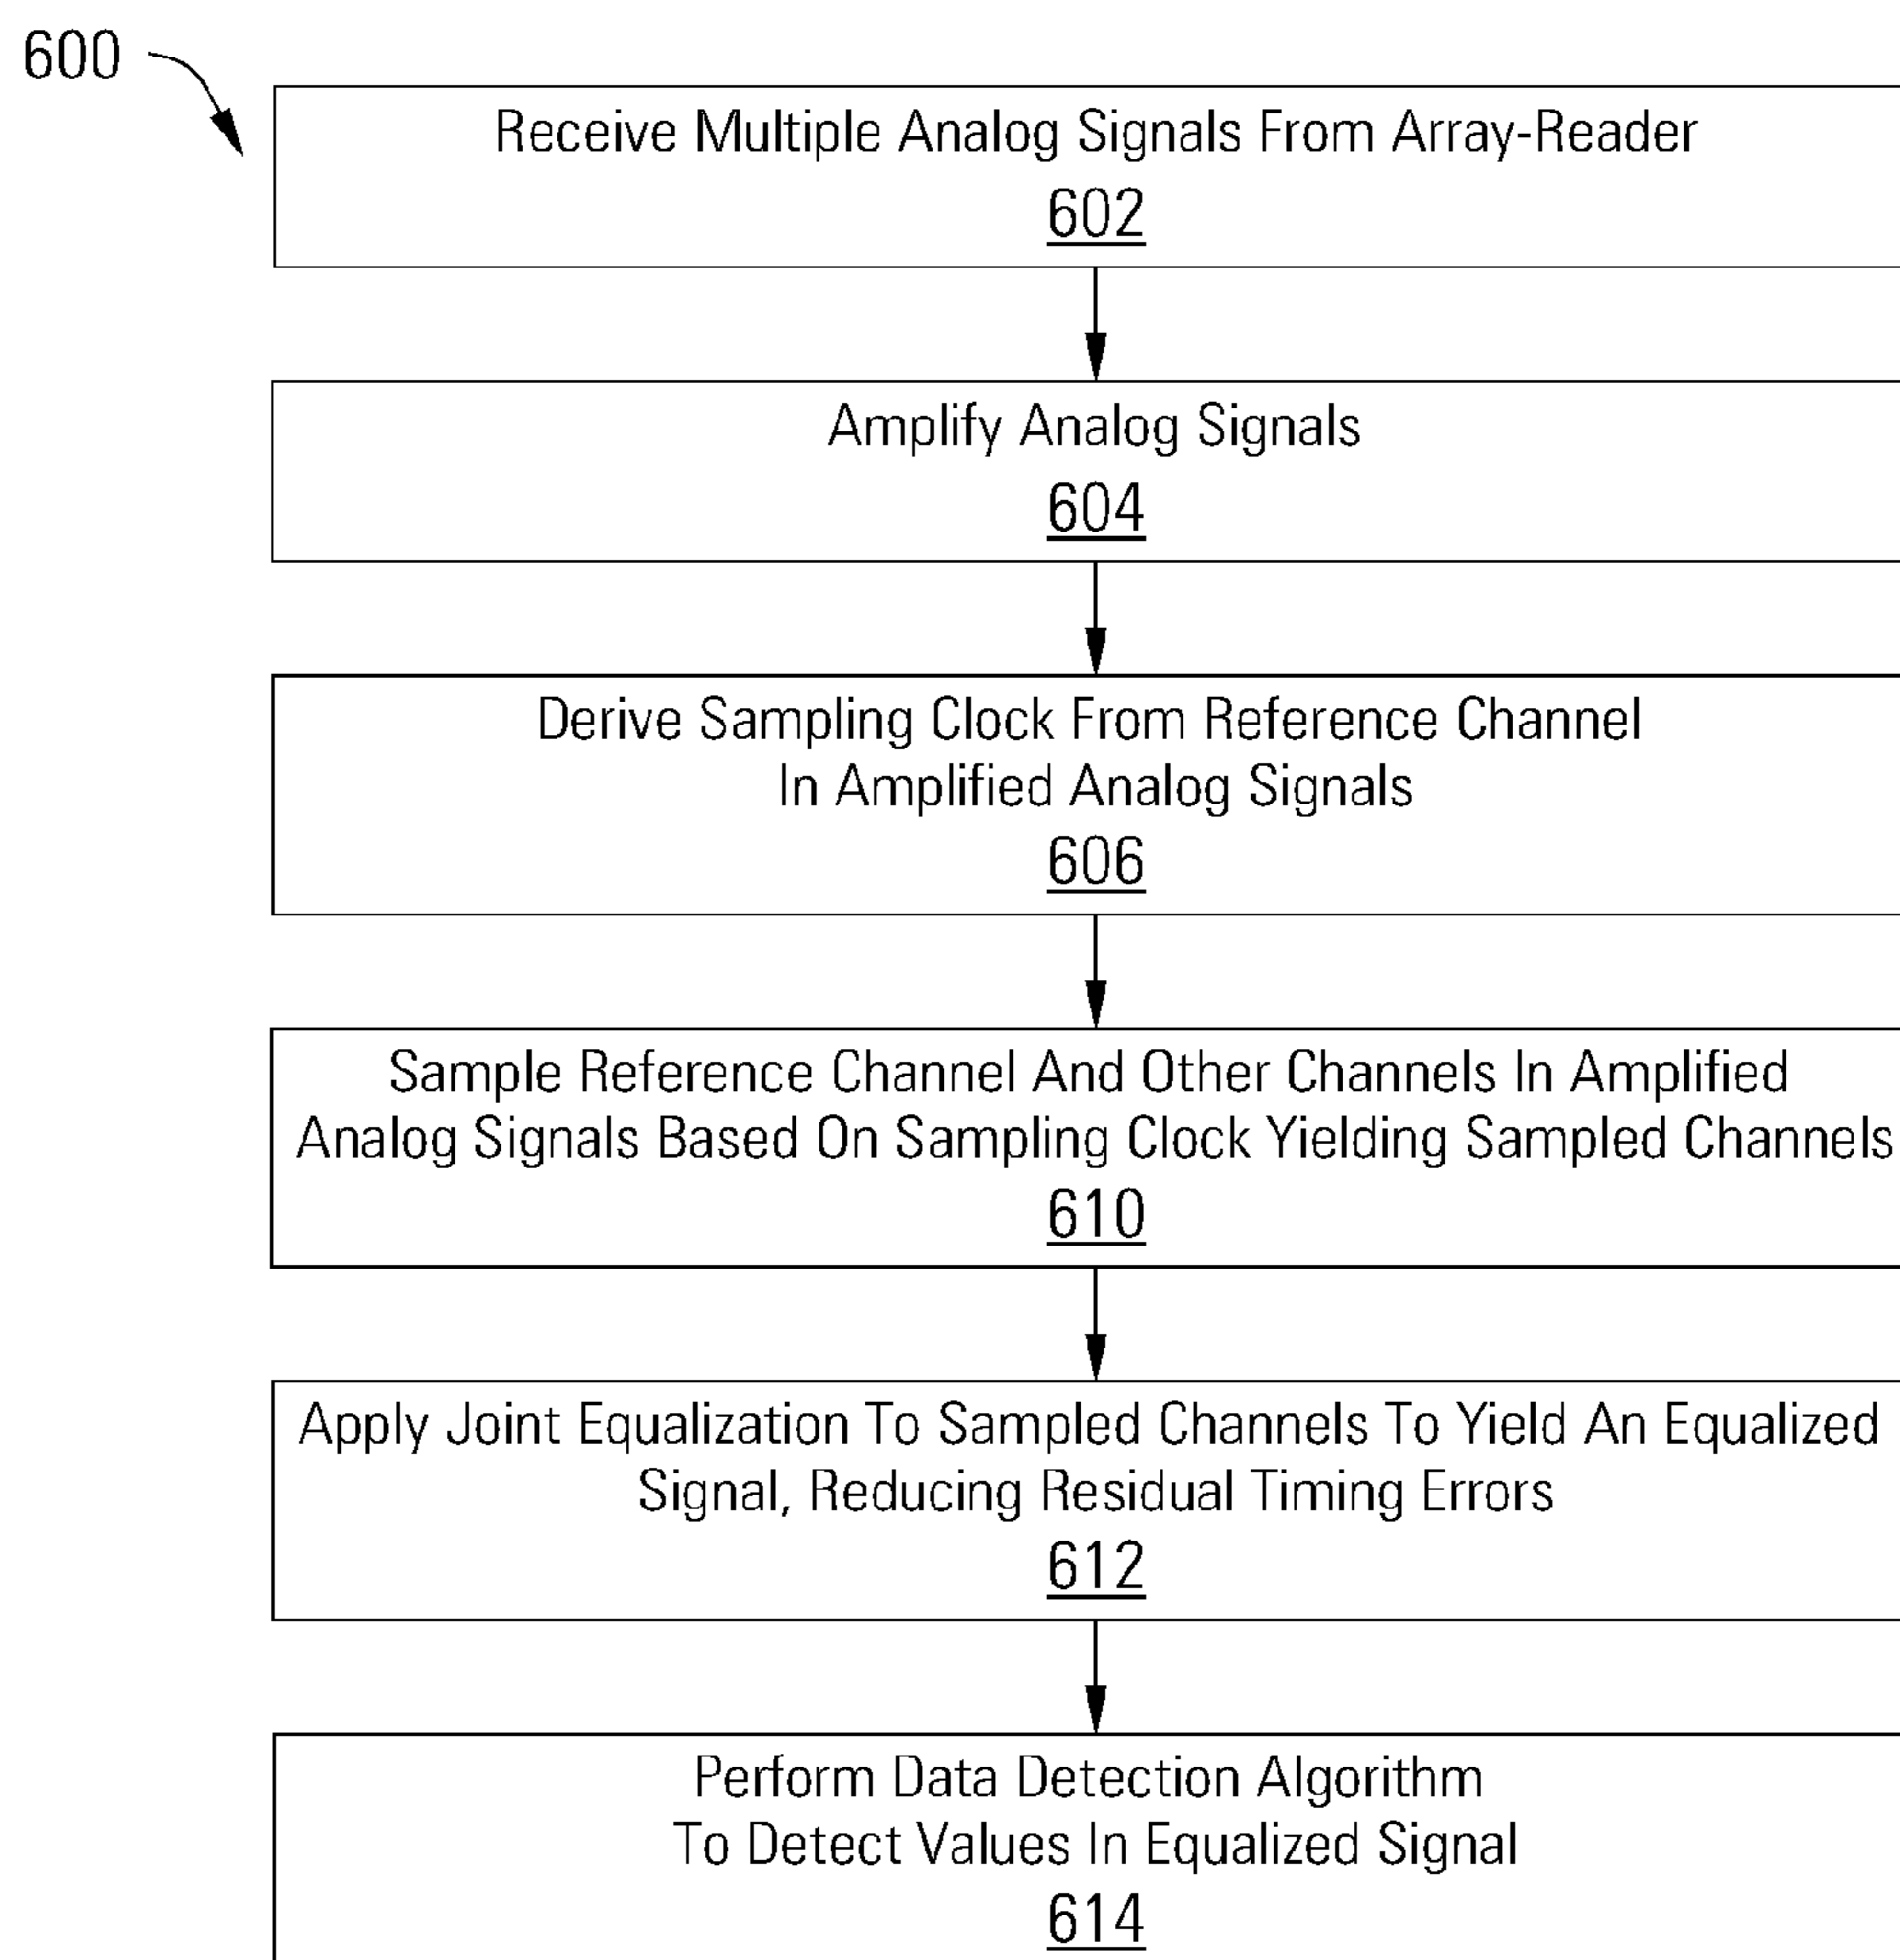 600
Receive Multiple Analog Signals From Array-Reader
602
Amplify Analog Signals
604
Derive Sampling Clock From Reference Channel
In Amplified Analog Signals
606
Sample Reference Channel And Other Channels In Amplified
Analog Signals Based On Sampling Clock Yielding Sampled Channels
610
Apply Joint Equalization To Sampled Channels To Yield An Equalized
Signal, Reducing Residual Timing Errors
612
Perform Data Detection Algorithm
To Detect Values In Equalized Signal
614